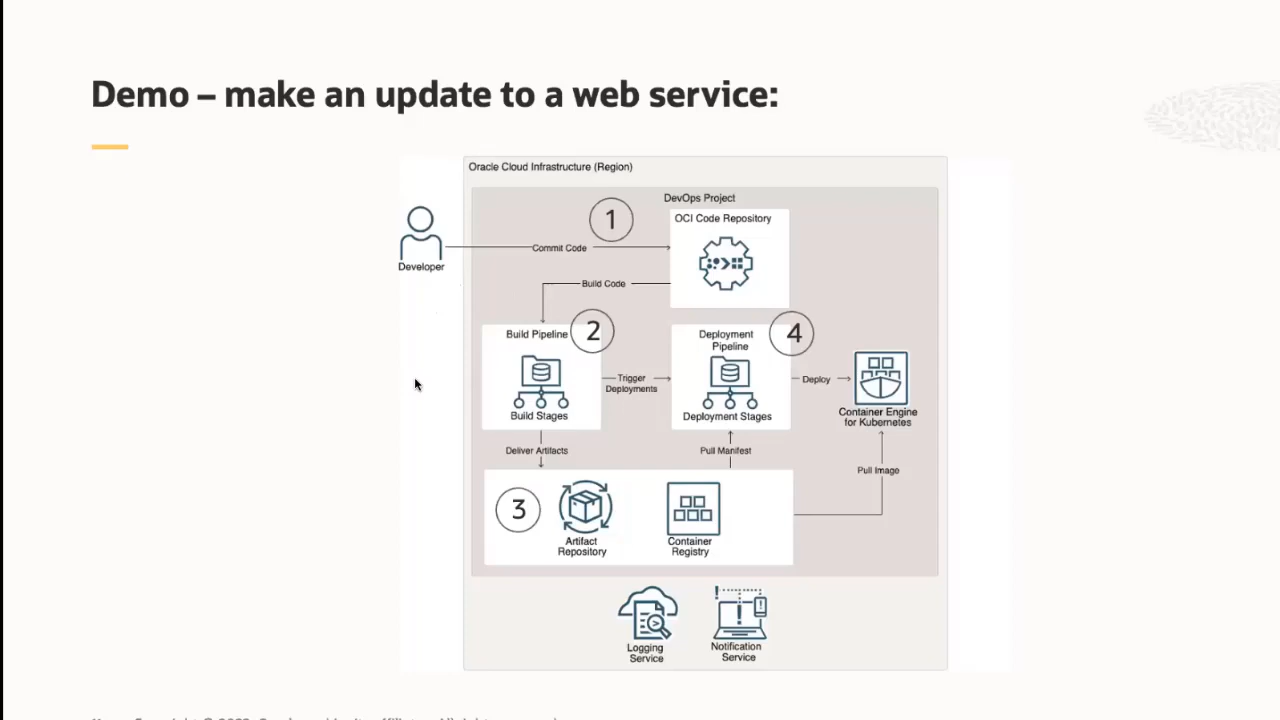 Demo – make an update to a web service:
Oracle Cloud Infrastructure (Region)
DevOps Project
1
OCI Code Repository
Commit Code
Developer
Build Code
Build Pipeline
2
Deployment
Pipeline
4
Trigger
Deployments
Deploy
Build Stages
Deployment Stages
Container Engine
for Kubernetes
Deliver Artifacts
Pull Manifest
Pull Image
3
Artifact
Repository
Container
Registry
Logging
Service
Notification
Service